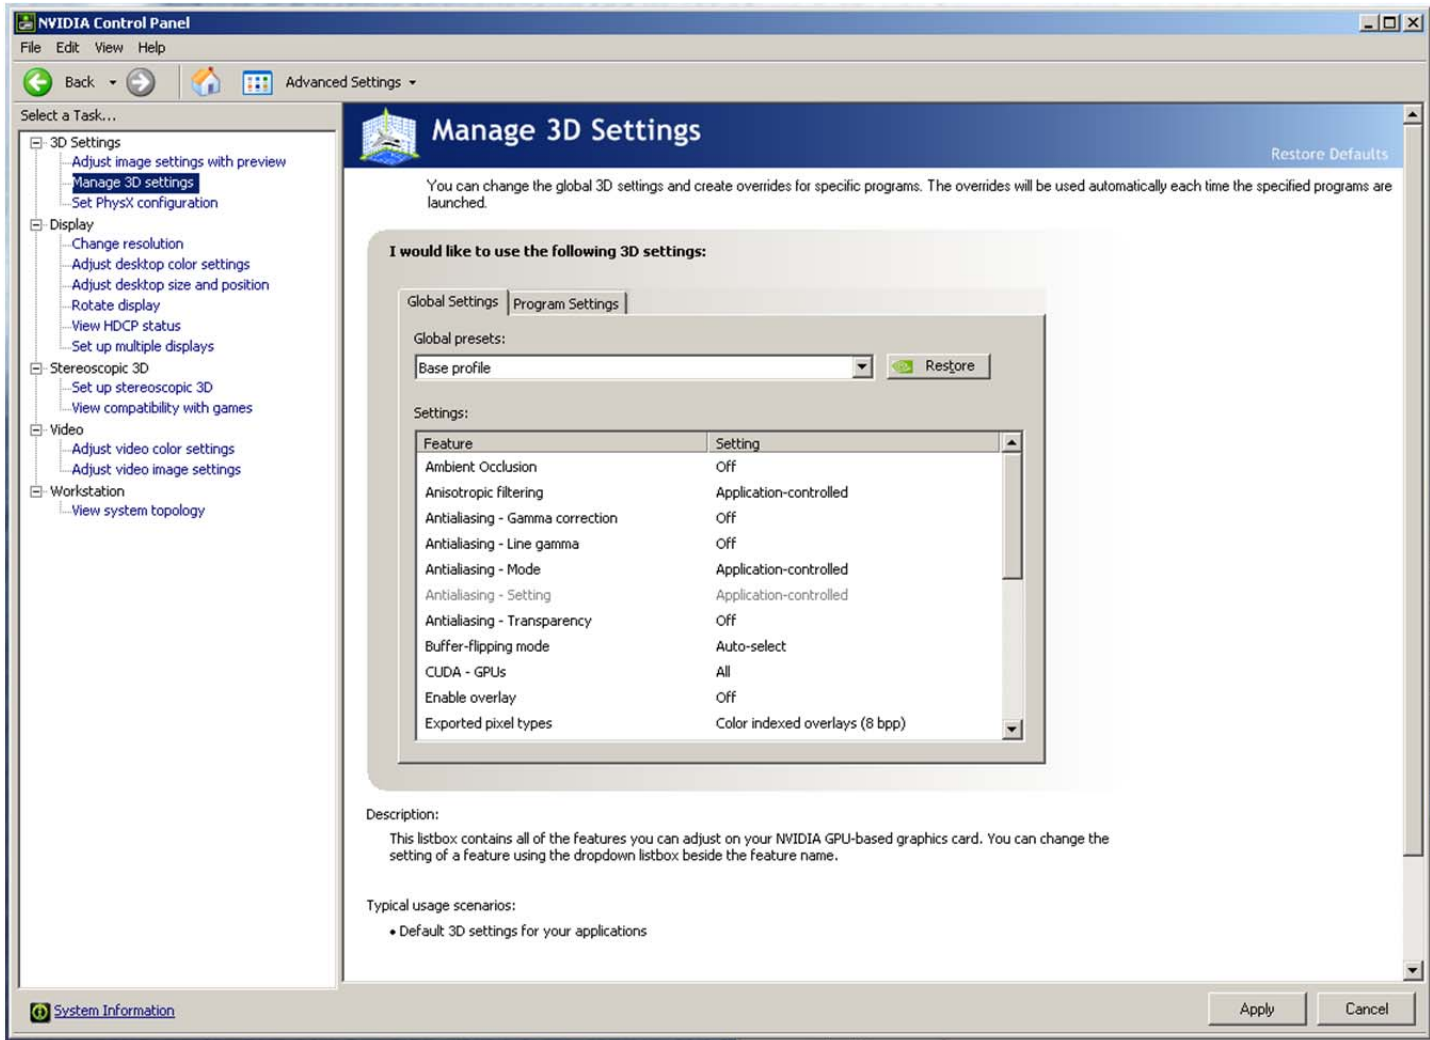 NVIDIA Control Panel
File Edit View Help
Back Advanced Settings
Select a Task...
3D Settings
Adjust image settings with preview
Manage 3D settings
Set PhysX configuration
Display
Change resolution
Adjust desktop color settings
Adjust desktop size and position
Rotate display
View HDCP status
Set up multiple displays
Stereoscopic 3D
Set up stereoscopic 3D
View compatibility with games
Video
Adjust video color settings
Adjust video image settings
Workstation
View system topology
System Information
Manage 3D Settings
Restore Defaults
You can change the global 3D settings and create overrides for specific programs. The overrides will be used automatically each time the specified programs are
launched.
I would like to use the following 3D settings:
Global Settings Program Settings
Global presets:
Base profile Restore
Settings:
Feature Setting
Ambient Occlusion Off
Anisotropic filtering Application-controlled
Antialiasing - Gamma correction Off
Antialiasing - Line gamma Off
Antialiasing - Mode Application-controlled
Antialiasing - Setting Application-controlled
Antialiasing - Transparency Off
Buffer-flipping mode Auto-select
CUDA - GPUs All
Enable overlay Off
Exported pixel types Color indexed overlays (8 bpp)
Description:
This listbox contains all of the features you can adjust on your NVIDIA GPU-based graphics card. You can change the
setting of a feature using the dropdown listbox beside the feature name.
Typical usage scenarios:
• Default 3D settings for your applications
Apply Cancel